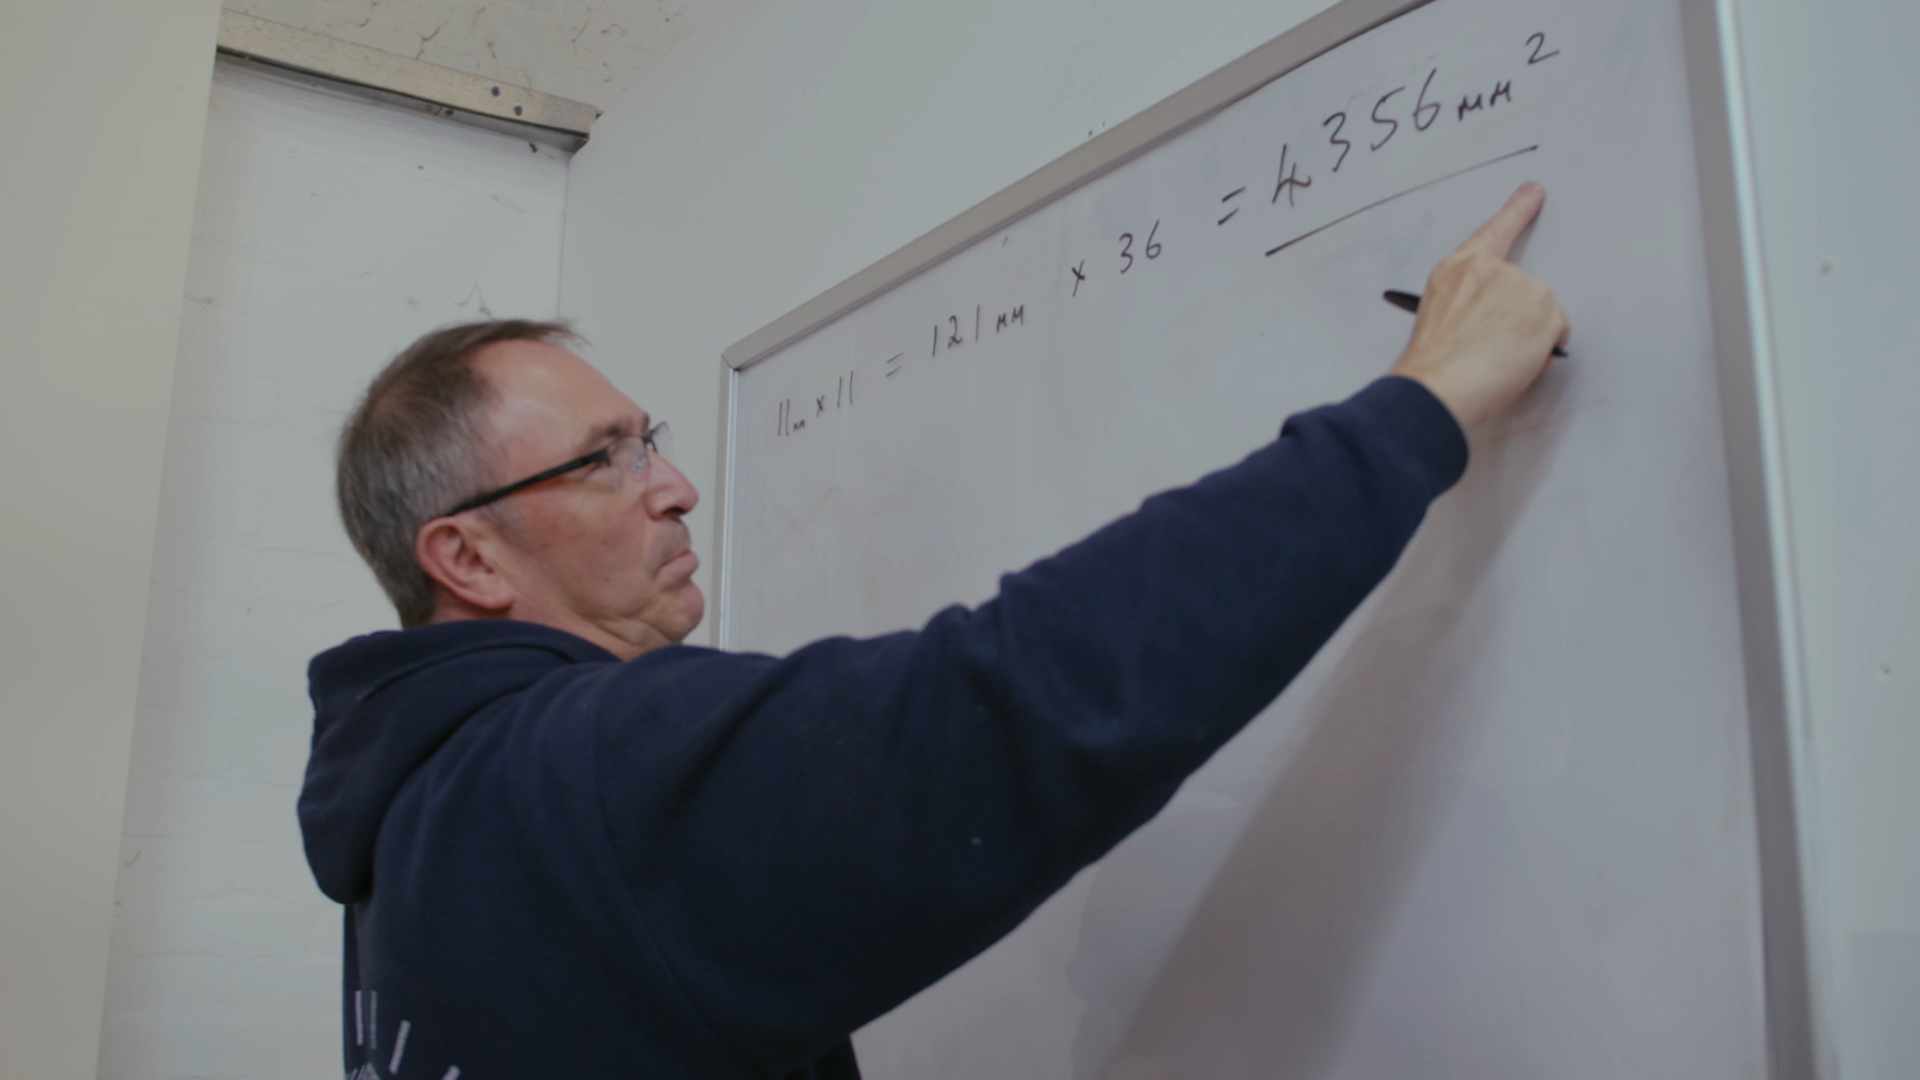 11mm x 11 = 121mm x 36 = 4356mm²